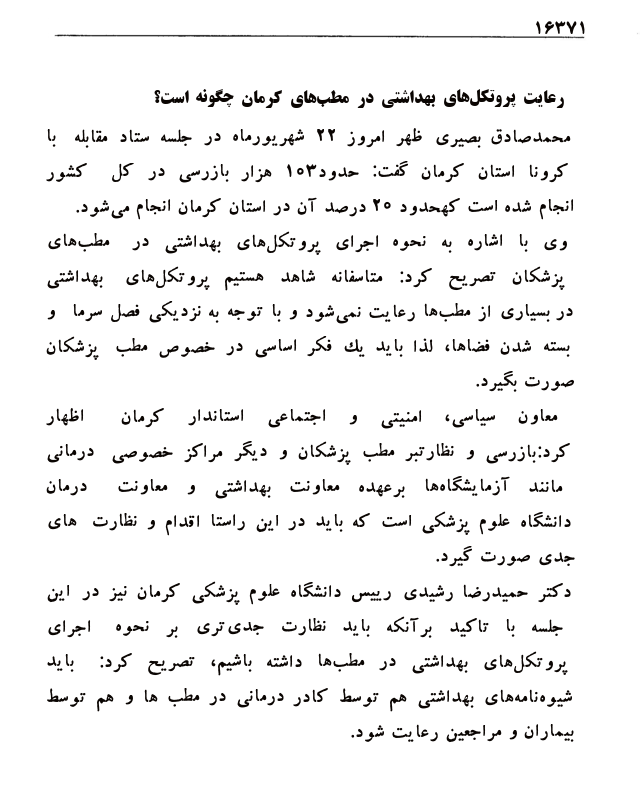 ۱۶۳۷۱
رعایت پروتکل‌های بهداشتی در مطب‌های کرمان چگونه است؟
محمدصادق بصیری ظهر امروز ۲۲ شهریورماه در جلسه ستاد مقابله با
کرونا استان کرمان گفت: حدود۱۰۳ هزار بازرسی در کل کشور
انجام شده است کهحدود ۲۵ درصد آن در استان کرمان انجام می‌شود.
وی با اشاره به نحوه اجرای پروتکل‌های بهداشتی در مطب‌های
پزشکان تصریح کرد: متاسفانه شاهد هستیم پروتکل‌های بهداشتی
در بسیاری از مطب‌ها رعایت نمی‌شود و با توجه به نزدیکی فصل سرما و
بسته شدن فضاها، لذا باید یك فکر اساسی در خصوص مطب پزشکان
صورت بگیرد.
معاون سیاسی، امنیتی و اجتماعی استاندار کرمان اظهار
کرد:بازرسی و نظارتبر مطب پزشکان و دیگر مراکز خصوصی درمانی
مانند آزمایشگاه‌ها برعهده معاونت بهداشتی و معاونت درمان
دانشگاه علوم پزشکی است که باید در این راستا اقدام و نظارت های
جدی صورت گیرد.
دکتر حمیدرضا رشیدی رییس دانشگاه علوم پزشکی کرمان نیز در این
جلسه با تاکید برآنکه باید نظارت جدی‌تری بر نحوه اجرای
پروتکل‌های بهداشتی در مطب‌ها داشته باشیم، تصریح کرد: باید
شیوه‌نامه‌های بهداشتی هم توسط کادر درمانی در مطب ها و هم توسط
بیماران و مراجعین رعایت شود.